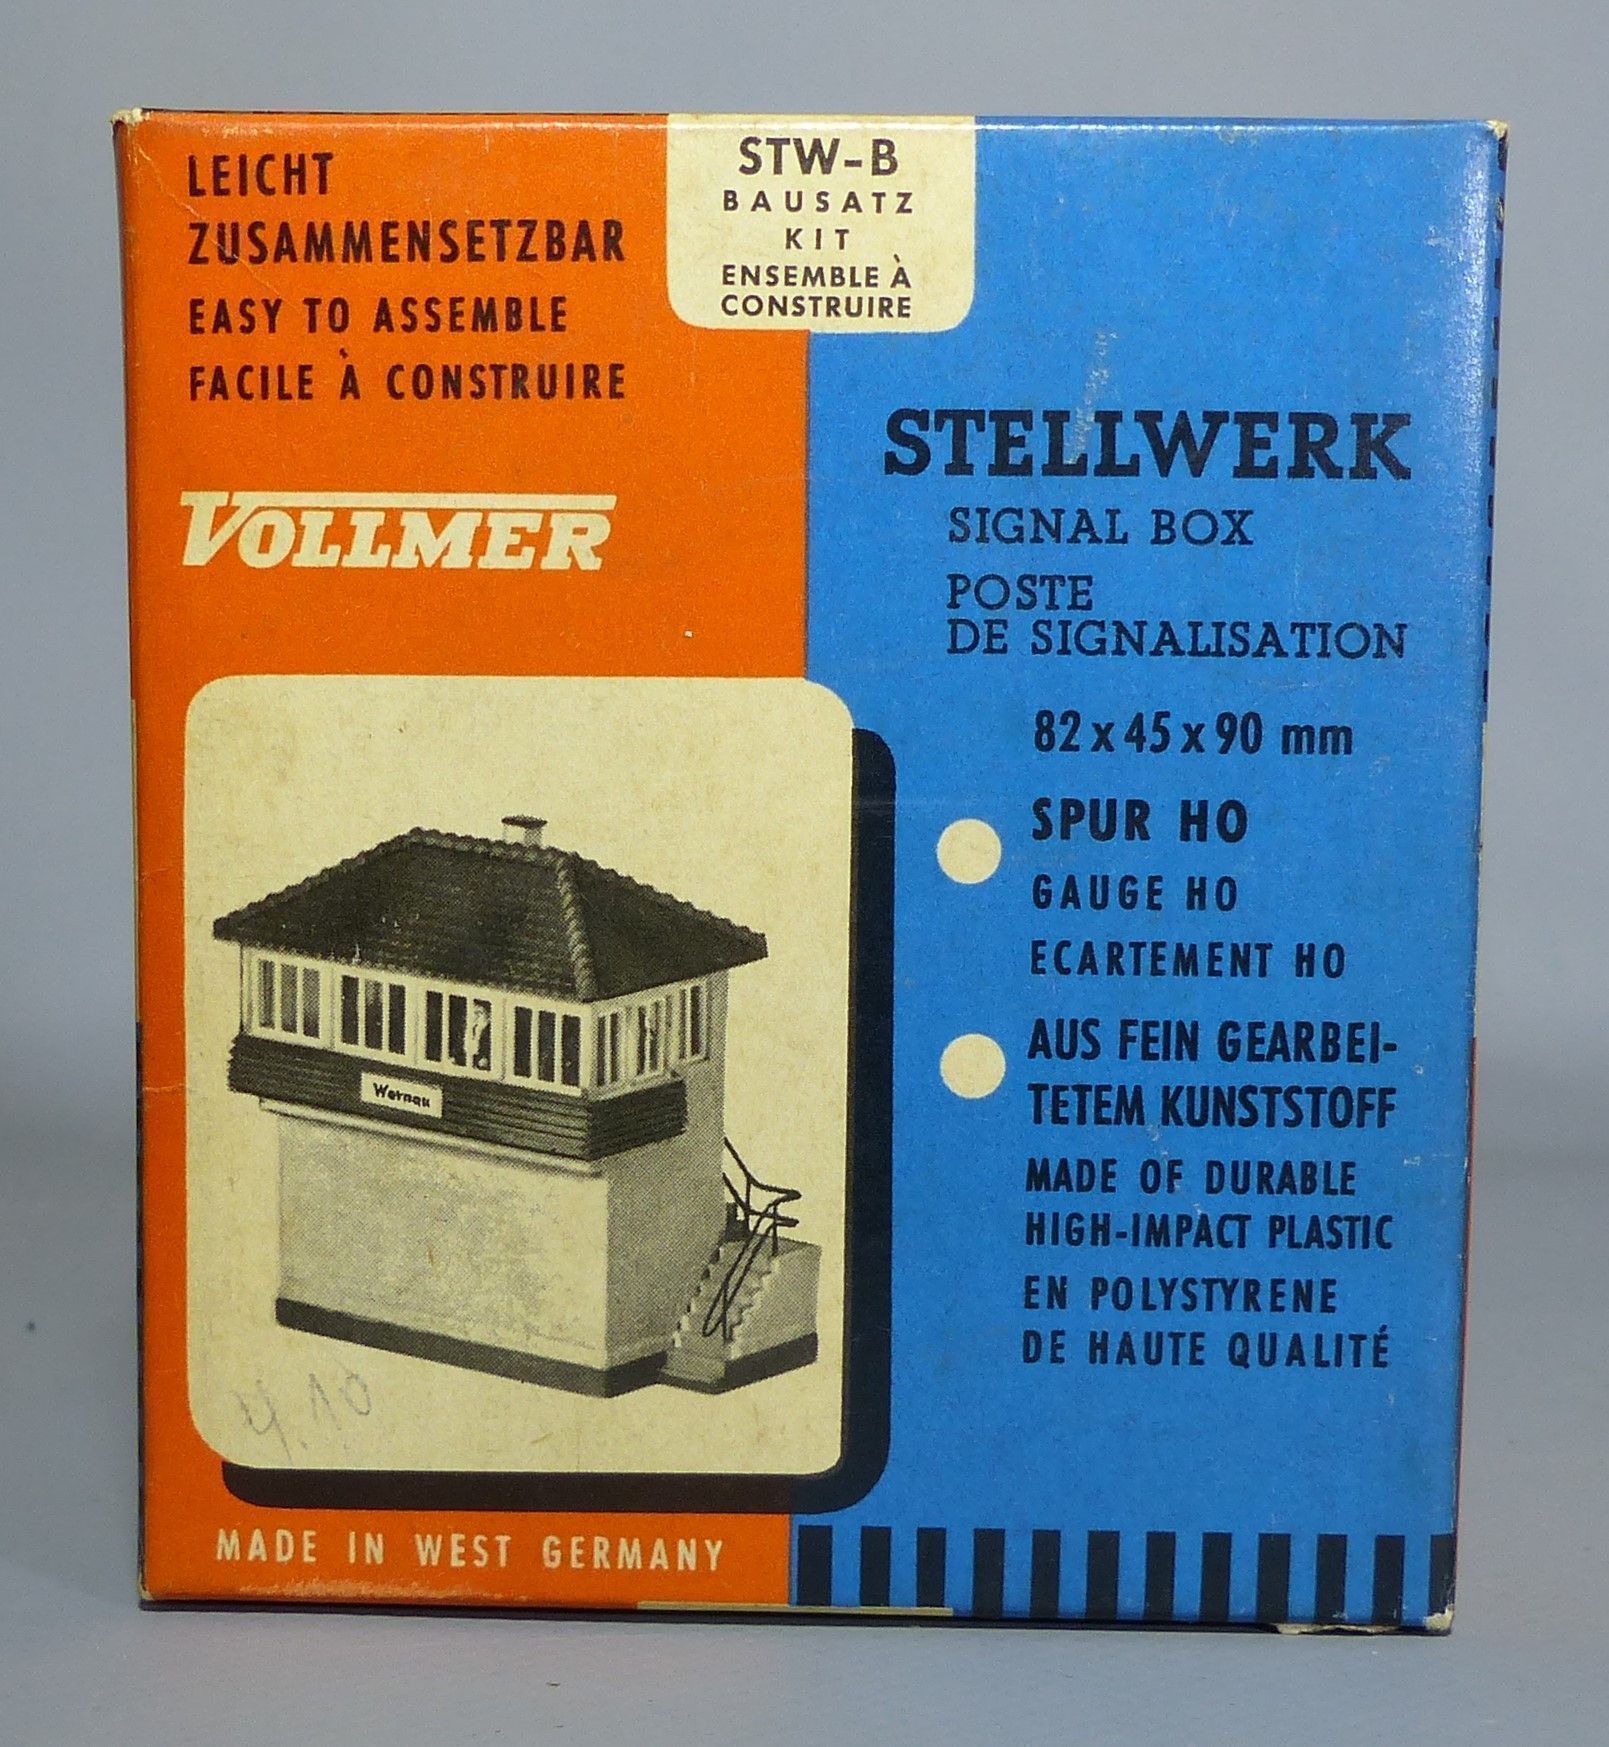 LEICHT
ZUSAMMENSETZBAR
EASY TO ASSEMBLE
FACILE À CONSTRUIRE
STW-B
BAUSATZ
KIT
ENSEMBLE À
CONSTRUIRE
VOLLMER
STELLWERK
SIGNAL BOX
POSTE
DE SIGNALISATION
82 x 45 x 90 mm
SPUR HO
GAUGE HO
ECARTEMENT HO
AUS FEIN GEARBEI-
TETEM KUNSTSTOFF
MADE OF DURABLE
HIGH-IMPACT PLASTIC
EN POLYSTYRENE
DE HAUTE QUALITÉ
Wernau
4.10
MADE IN WEST GERMANY